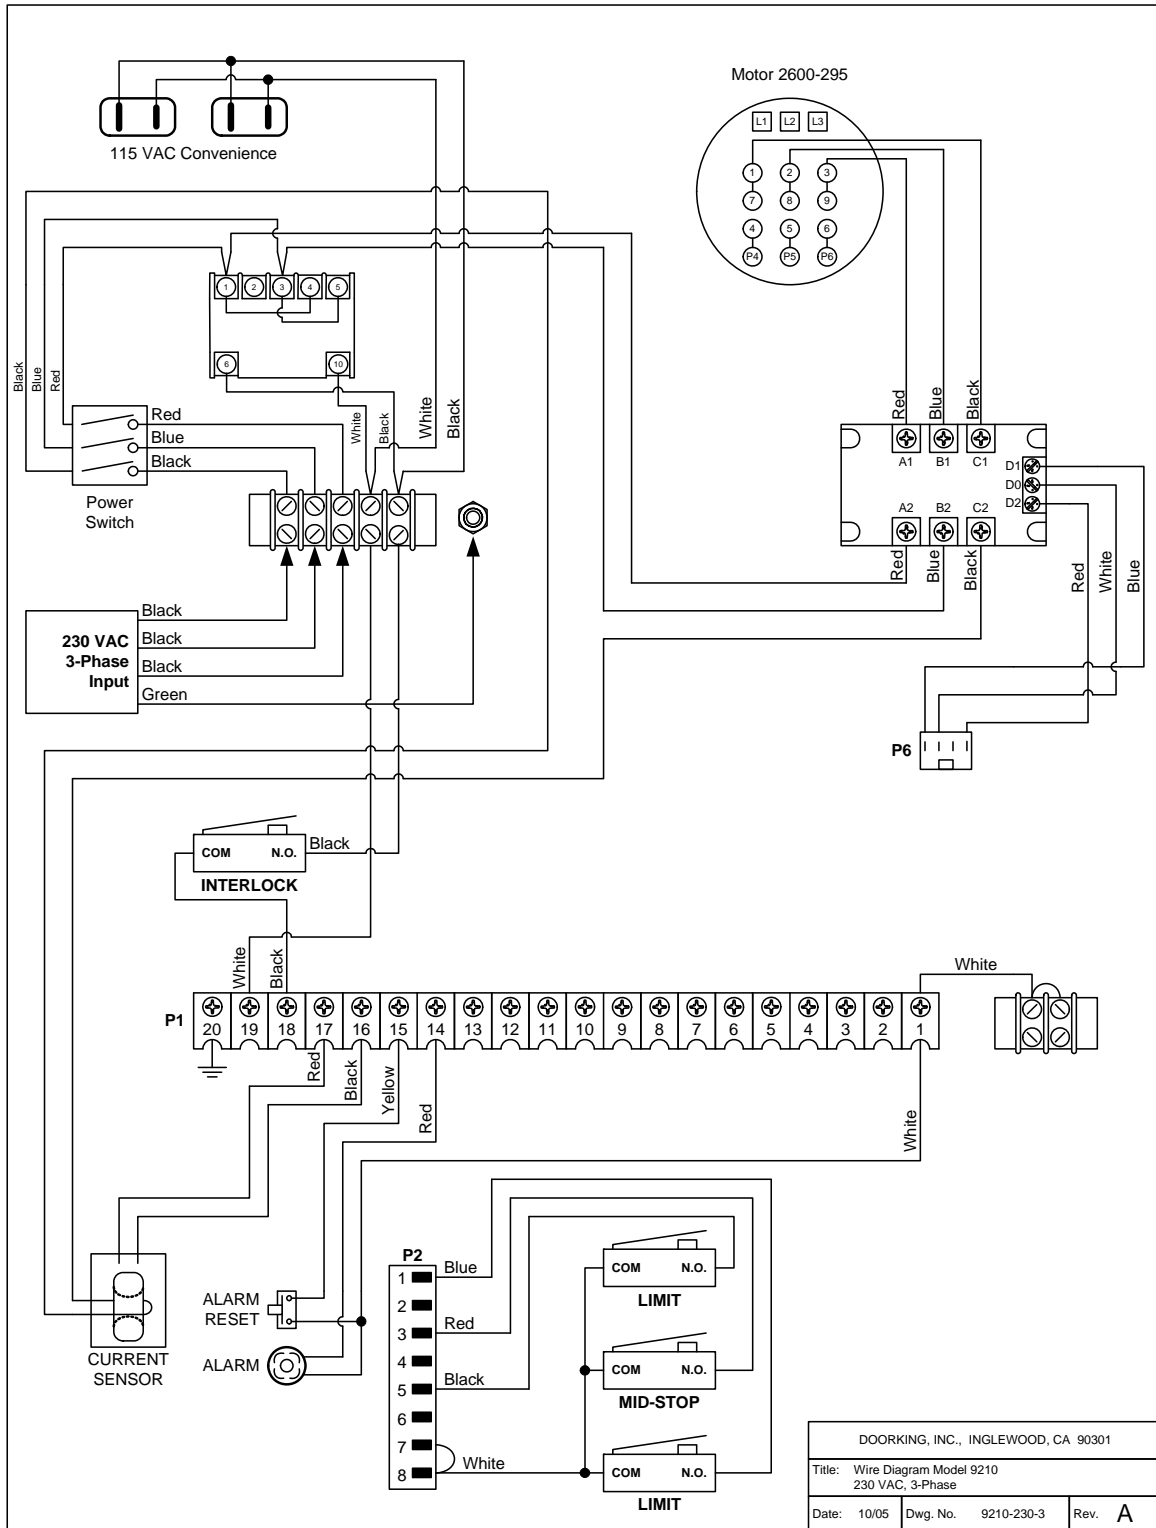 Motor 2600-295
L1 L2 L3
115 VAC Convenience
1 2 3
7 8 9
4 5 6
P4 P5 P6
1 2 3 4 5
6 10
Black
Blue
Red
White
Black
White
Black
Red
Blue
Black
Power
Switch
Red
Blue
Black
A1 B1 C1
D1
D0
D2
A2 B2 C2
Red
Blue
Black
Red
White
Blue
230 VAC
3-Phase
Input
Black
Black
Black
Green
P6
COM N.O.
Black
INTERLOCK
White
Black
White
P1
20 19 18 17 16 15 14 13 12 11 10 9 8 7 6 5 4 3 2 1
Red
Black
Yellow
Red
White
CURRENT
SENSOR
ALARM
RESET
ALARM
P2
1 Blue
2
3 Red
4
5 Black
6
7
8 White
COM N.O.
LIMIT
COM N.O.
MID-STOP
COM N.O.
LIMIT
DOORKING, INC., INGLEWOOD, CA 90301
Title: Wire Diagram Model 9210
230 VAC, 3-Phase
Date: 10/05 Dwg. No. 9210-230-3 Rev. A